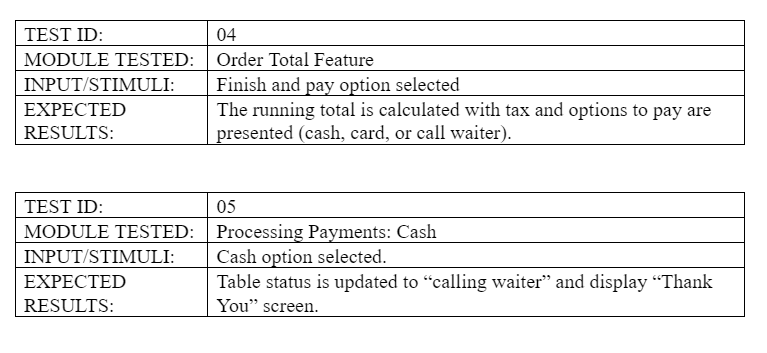 TEST ID: 04
MODULE TESTED: Order Total Feature
INPUT/STIMULI: Finish and pay option selected
EXPECTED The running total is calculated with tax and options to pay are
RESULTS: presented (cash, card, or call waiter).
TEST ID: 05
MODULE TESTED: Processing Payments: Cash
INPUT/STIMULI: Cash option selected.
EXPECTED Table status is updated to “calling waiter” and display “Thank
RESULTS: You” screen.